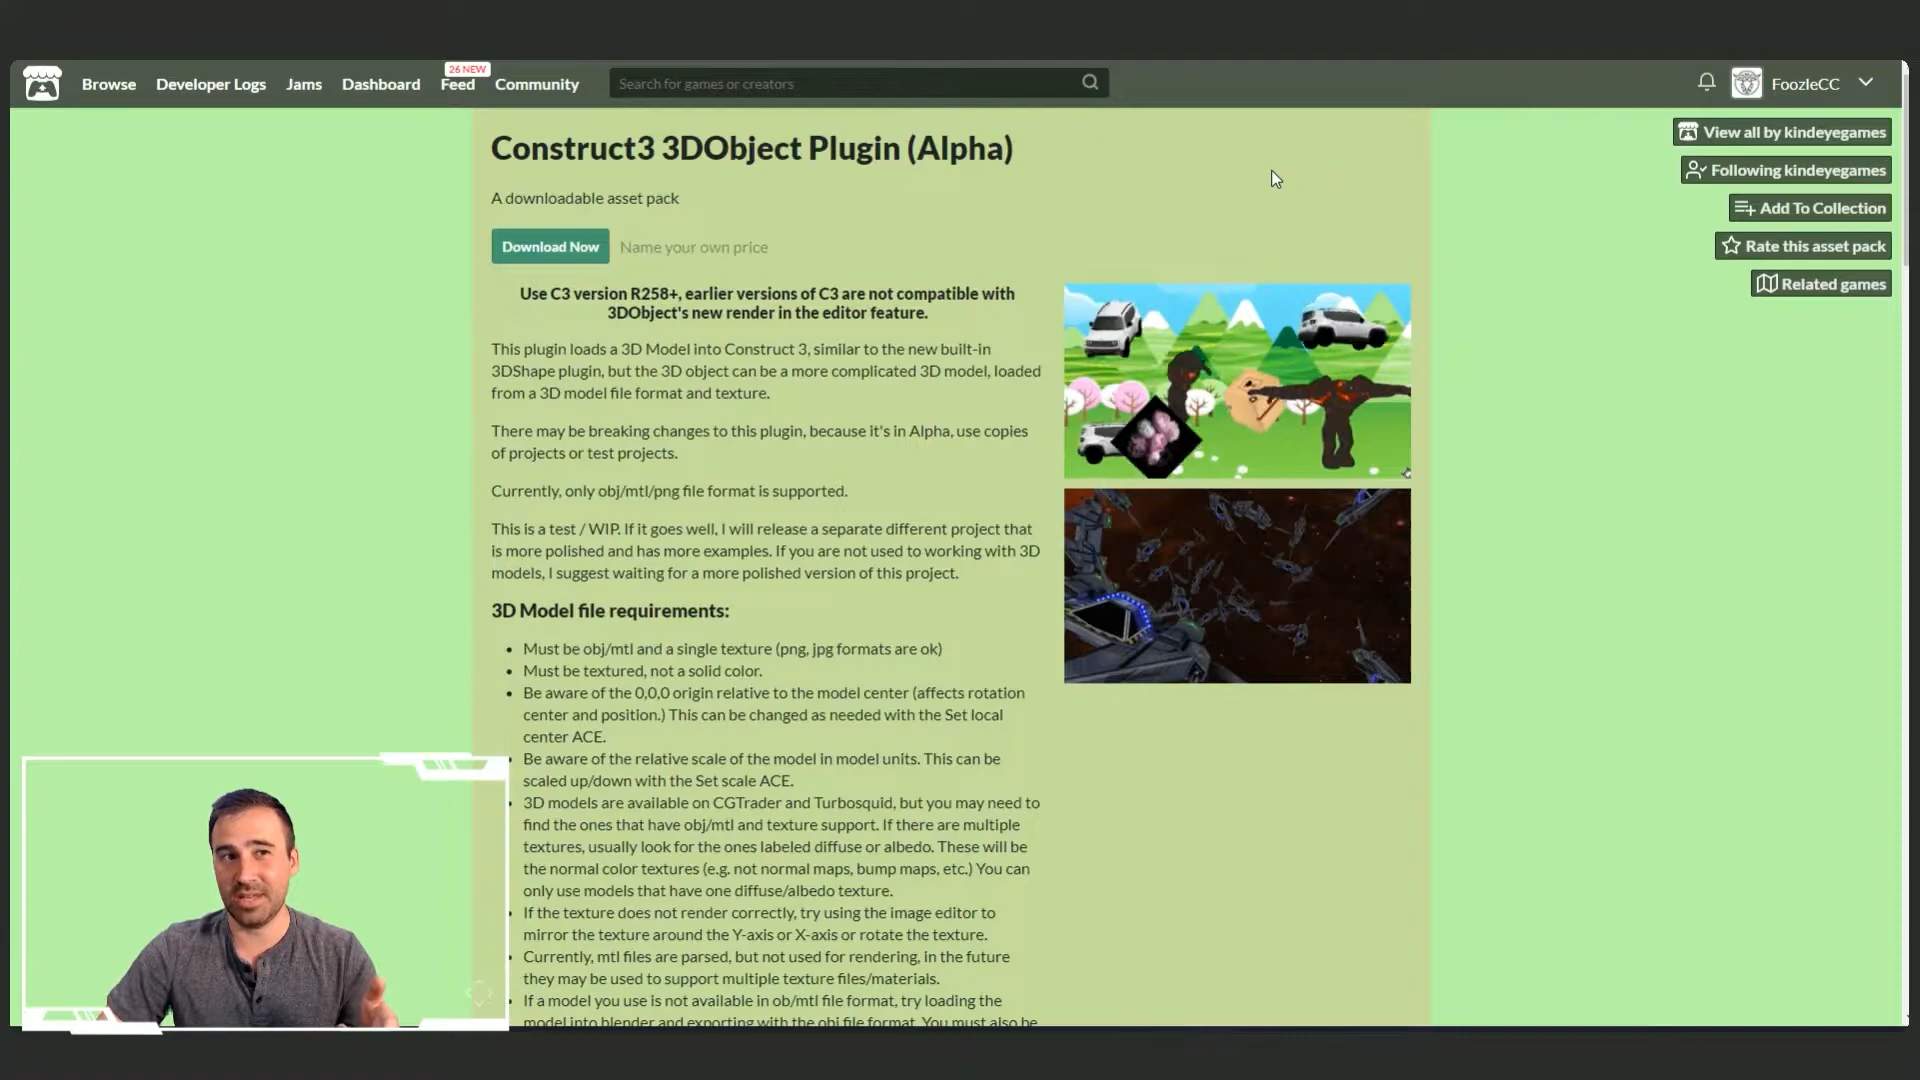 Browse
Developer Logs
Jams
Dashboard
26 NEW
Feed
Community
Search for games or creators
FoozleCC
View all by kindeyegames
Following kindeyegames
Add To Collection
Rate this asset pack
Related games
Construct3 3DObject Plugin (Alpha)
A downloadable asset pack
Download Now
Name your own price
Use C3 version R258+, earlier versions of C3 are not compatible with
3DObject's new render in the editor feature.
This plugin loads a 3D Model into Construct 3, similar to the new built-in
3DShape plugin, but the 3D object can be a more complicated 3D model, loaded
from a 3D model file format and texture.
There may be breaking changes to this plugin, because it's in Alpha, use copies
of projects or test projects.
Currently, only obj/mtl/png file format is supported.
This is a test / WIP. If it goes well, I will release a separate different project that
is more polished and has more examples. If you are not used to working with 3D
models, I suggest waiting for a more polished version of this project.
3D Model file requirements:
Must be obj/mtl and a single texture (png, jpg formats are ok)
Must be textured, not a solid color.
Be aware of the 0,0,0 origin relative to the model center (affects rotation
center and position.) This can be changed as needed with the Set local
center ACE.
Be aware of the relative scale of the model in model units. This can be
scaled up/down with the Set scale ACE.
3D models are available on CGTrader and Turbosquid, but you may need to
find the ones that have obj/mtl and texture support. If there are multiple
textures, usually look for the ones labeled diffuse or albedo. These will be
the normal color textures (e.g. not normal maps, bump maps, etc.) You can
only use models that have one diffuse/albedo texture.
If the texture does not render correctly, try using the image editor to
mirror the texture around the Y-axis or X-axis or rotate the texture.
Currently, mtl files are parsed, but not used for rendering, in the future
they may be used to support multiple texture files/materials.
If a model you use is not available in ob/mtl file format, try loading the
model into blender and exporting with the obj file format. You must also be